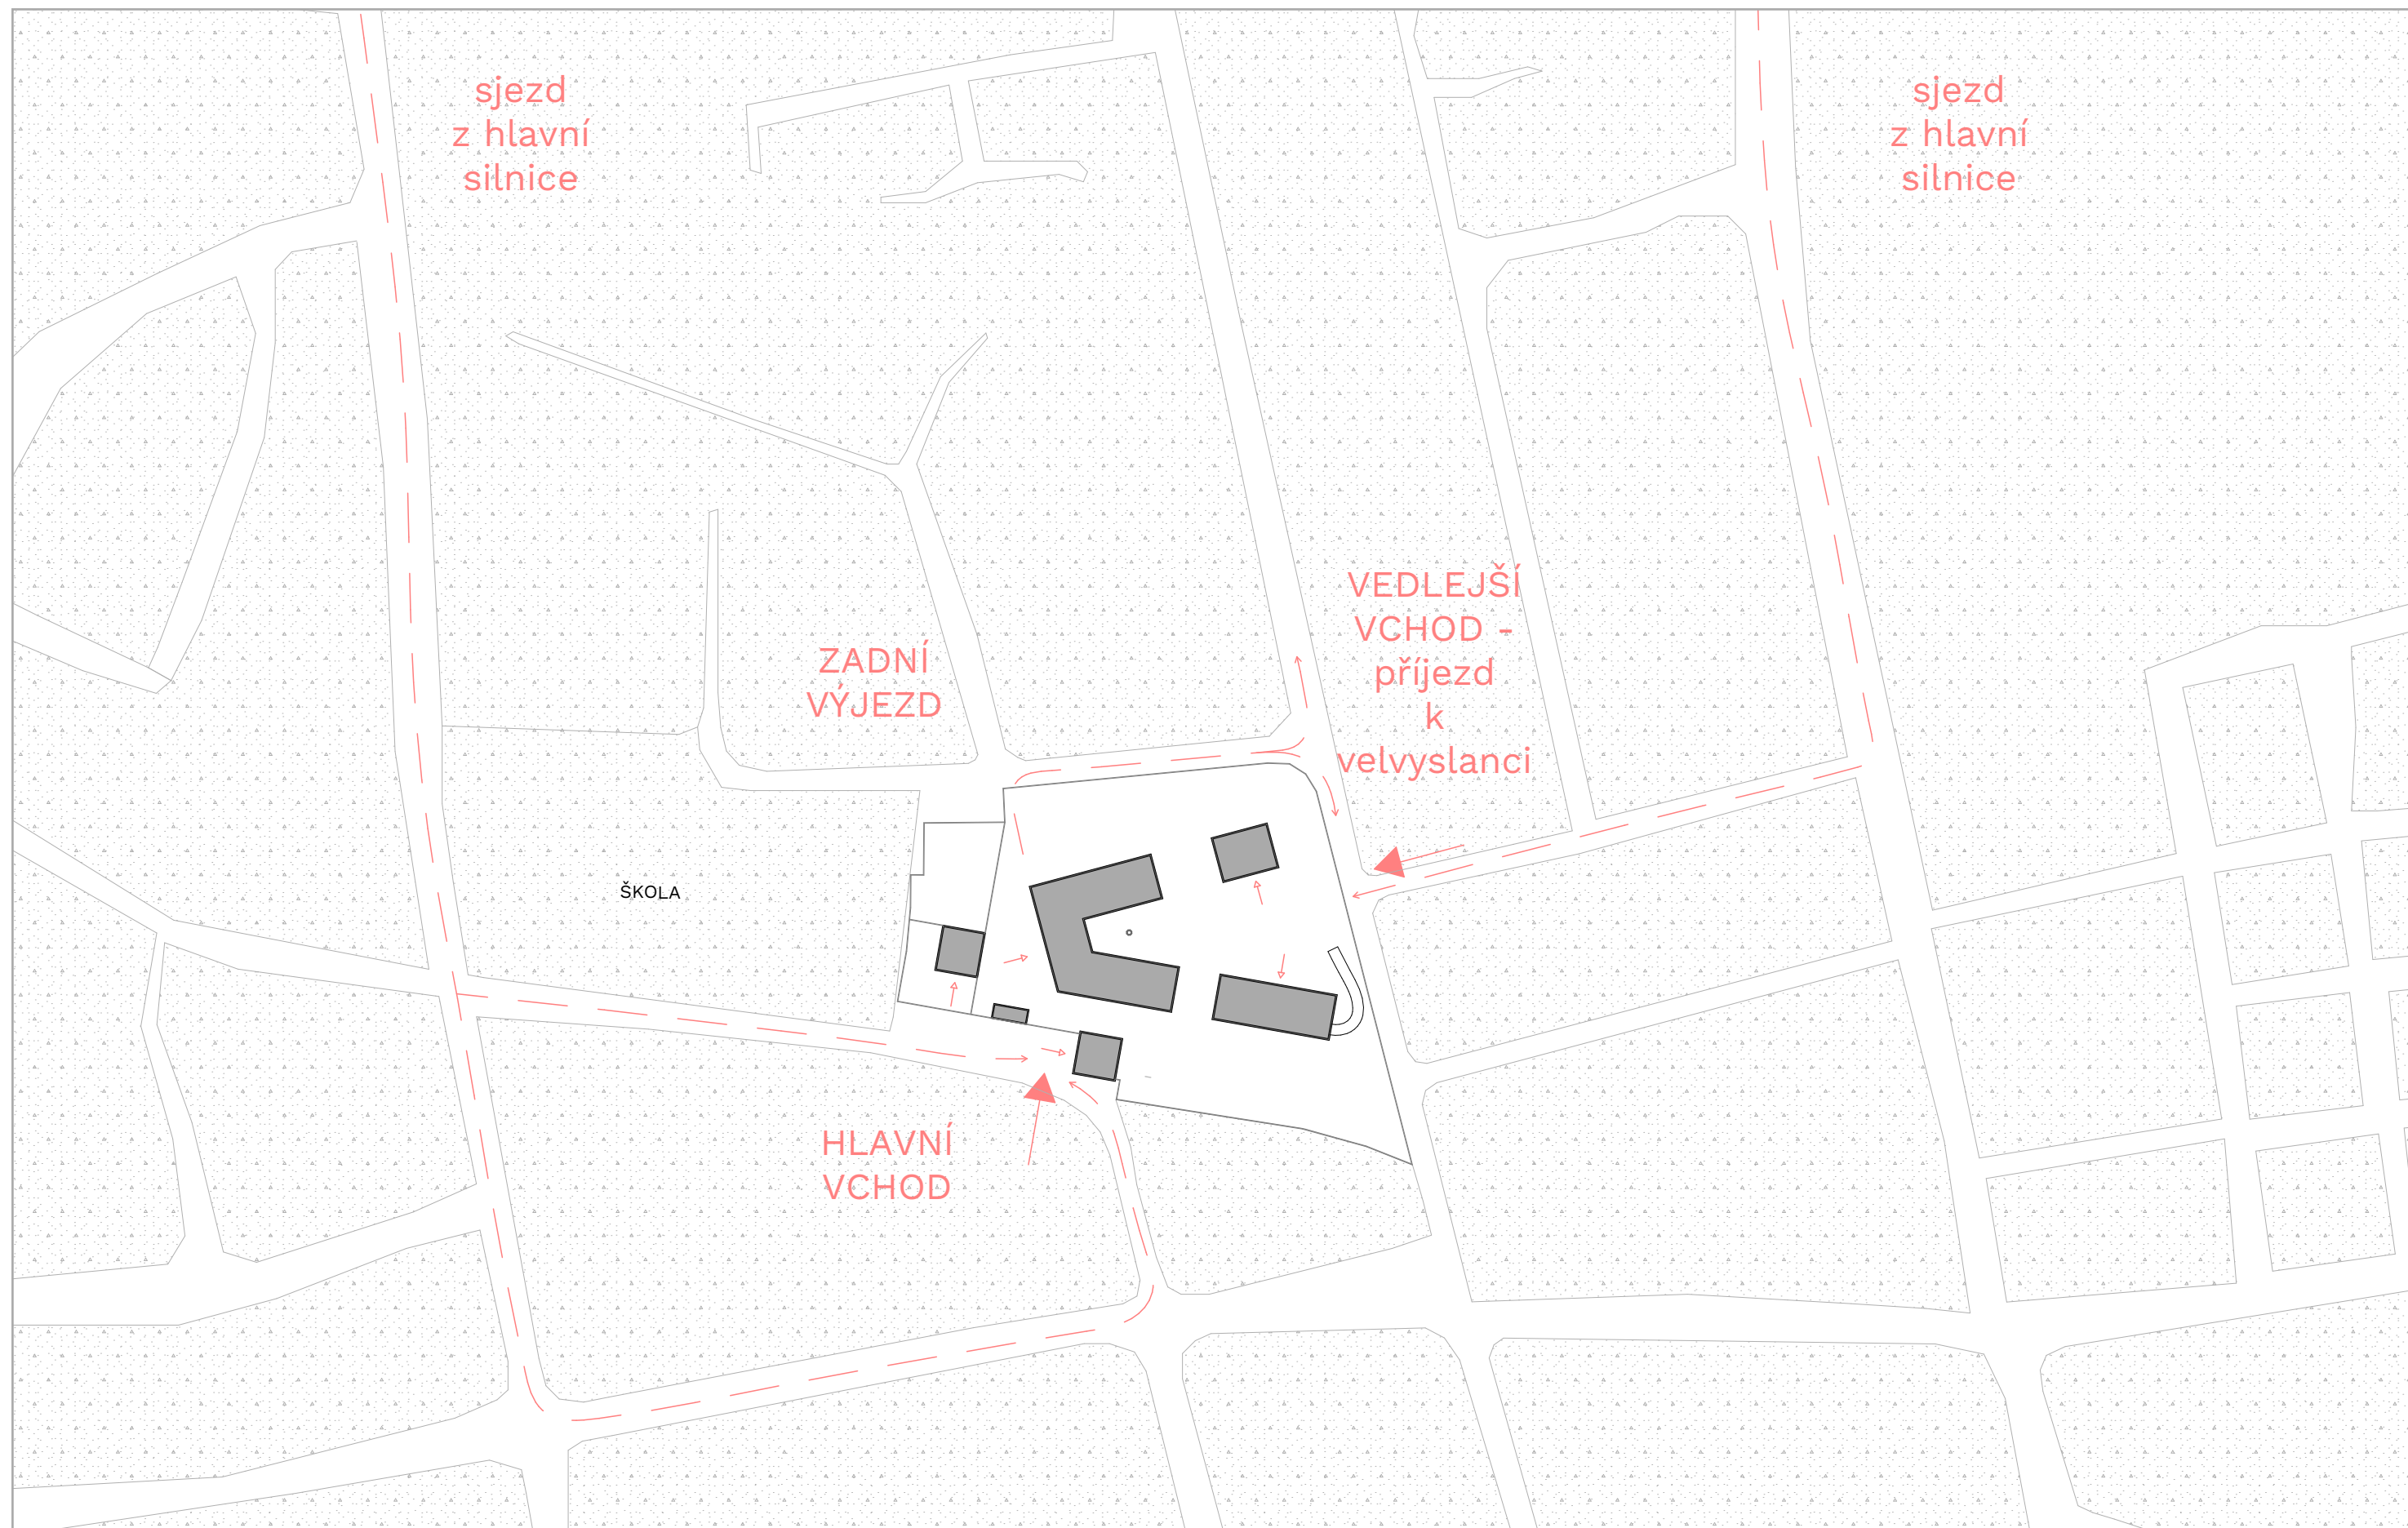 sjezd
z hlavní
silnice
sjezd
z hlavní
silnice
VEDLEJŠÍ
VCHOD -
příjezd
k
velvyslanci
ZADNÍ
VÝJEZD
ŠKOLA
HLAVNÍ
VCHOD